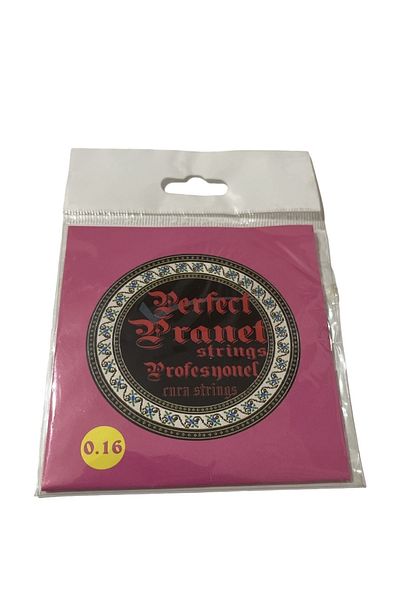 Perfect
Pranet
strings
Profesyonel
cura strings
0.16